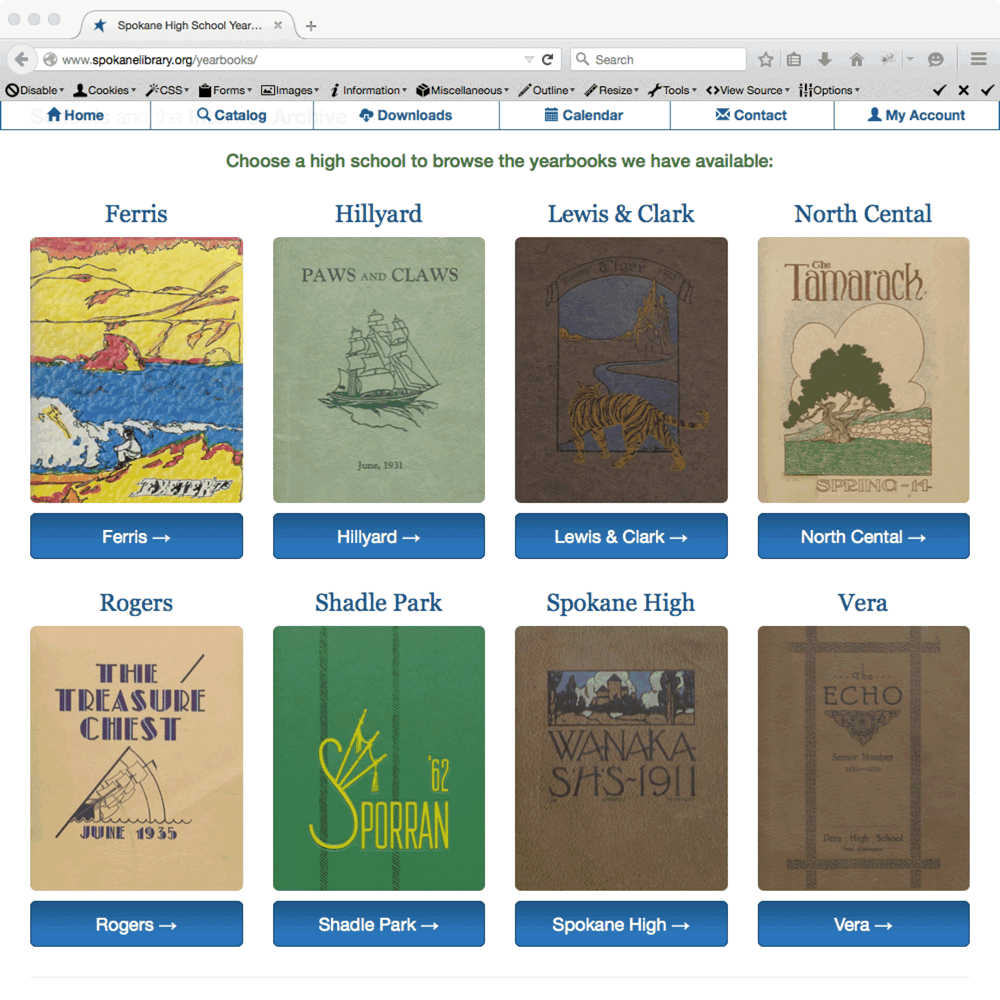 Spokane High School Year...
www.spokanelibrary.org/yearbooks/
Search
Disable Cookies CSS Forms Images Information Miscellaneous Outline Resize Tools View Source Options
Home Catalog Downloads Calendar Contact My Account
and the Archive
Choose a high school to browse the yearbooks we have available:
Ferris Hillyard Lewis & Clark North Cental
PAWS AND CLAWS
June, 1931
Tiger
The
Tamarack
SPRING-14
Ferris → Hillyard → Lewis & Clark → North Cental →
Rogers Shadle Park Spokane High Vera
THE
TREASURE
CHEST
JUNE 1935
'62
SPORRAN
WANAKA
S.H.S-1911
The
ECHO
Senior Number
Vera High School
Rogers → Shadle Park → Spokane High → Vera →